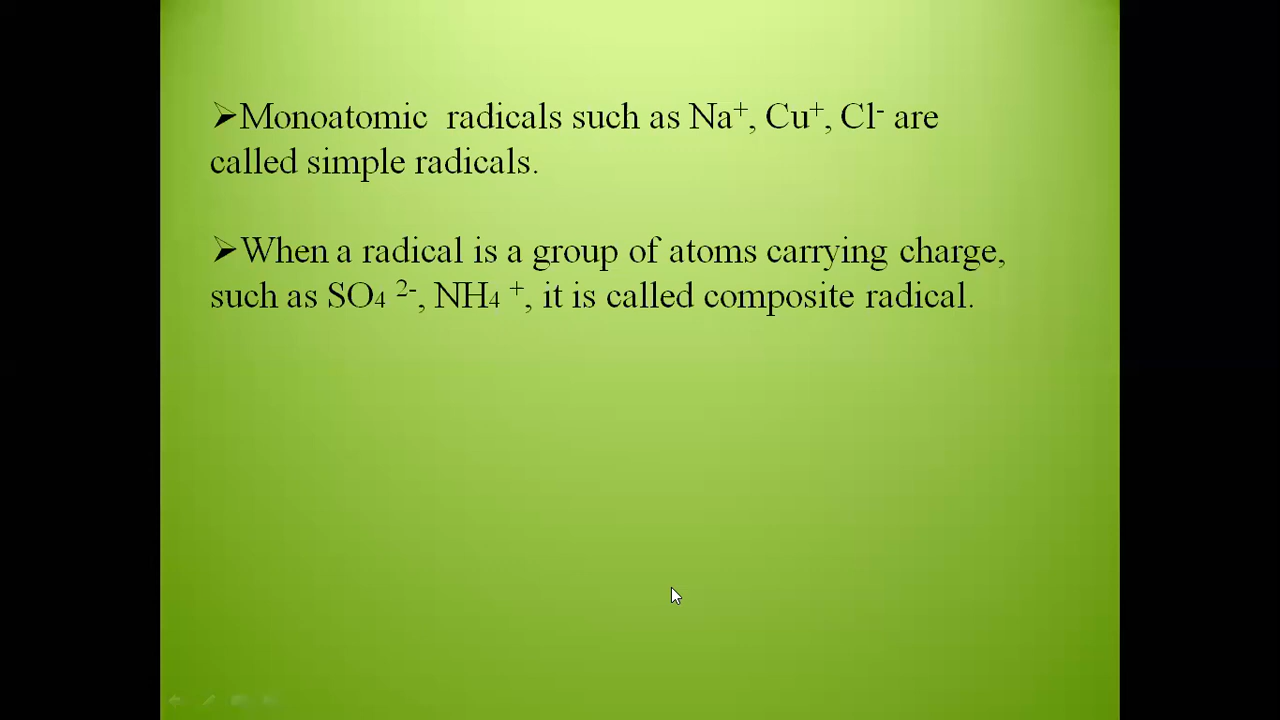 ➢Monoatomic radicals such as Na⁺, Cu⁺, Cl⁻ are
called simple radicals.
➢When a radical is a group of atoms carrying charge,
such as SO₄ ²⁻, NH₄ ⁺, it is called composite radical.